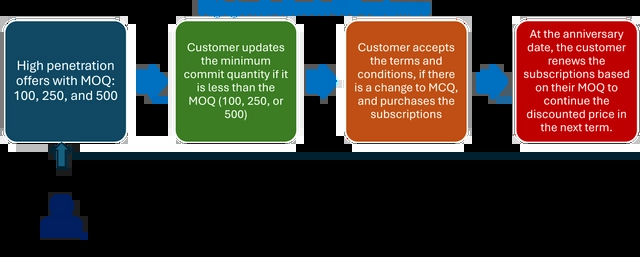 High penetration
offers with MOQ:
100, 250, and 500
Customer updates
the minimum
commit quantity if it
is less than the
MOQ (100, 250, or
500)
Customer accepts
the terms and
conditions, if there
is a change to MCQ,
and purchases the
subscriptions
At the anniversary
date, the customer
renews the
subscriptions based
on their MOQ to
continue the
discounted price in
the next term.